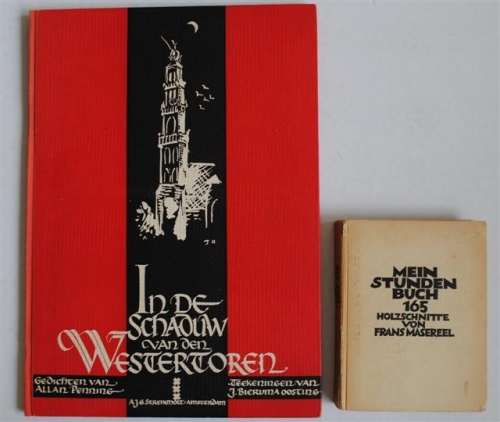 JB
IN DE
SCHADUW
VAN DEN
WESTERTOREN
GEDICHTEN VAN
ALLAN PENNING
TEEKENINGEN VAN
J. BIERUMA OOSTING
A.J.G. STRENGHOLT/AMSTERDAM
MEIN
STUNDEN
BUCH
165
HOLZSCHNITTE
VON
FRANS MASEREEL